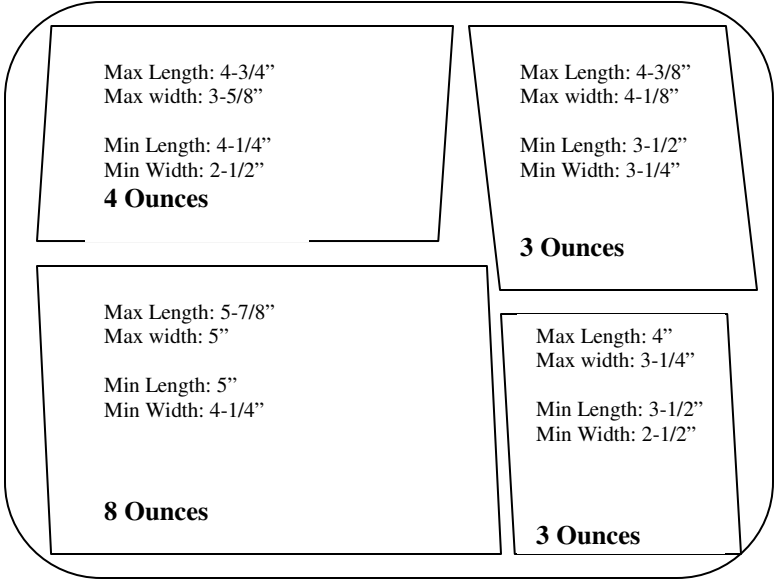 Max Length: 4-3/4”
Max width: 3-5/8”
Min Length: 4-1/4”
Min Width: 2-1/2”
4 Ounces
Max Length: 4-3/8”
Max width: 4-1/8”
Min Length: 3-1/2”
Min Width: 3-1/4”
3 Ounces
Max Length: 5-7/8”
Max width: 5”
Min Length: 5”
Min Width: 4-1/4”
8 Ounces
Max Length: 4”
Max width: 3-1/4”
Min Length: 3-1/2”
Min Width: 2-1/2”
3 Ounces